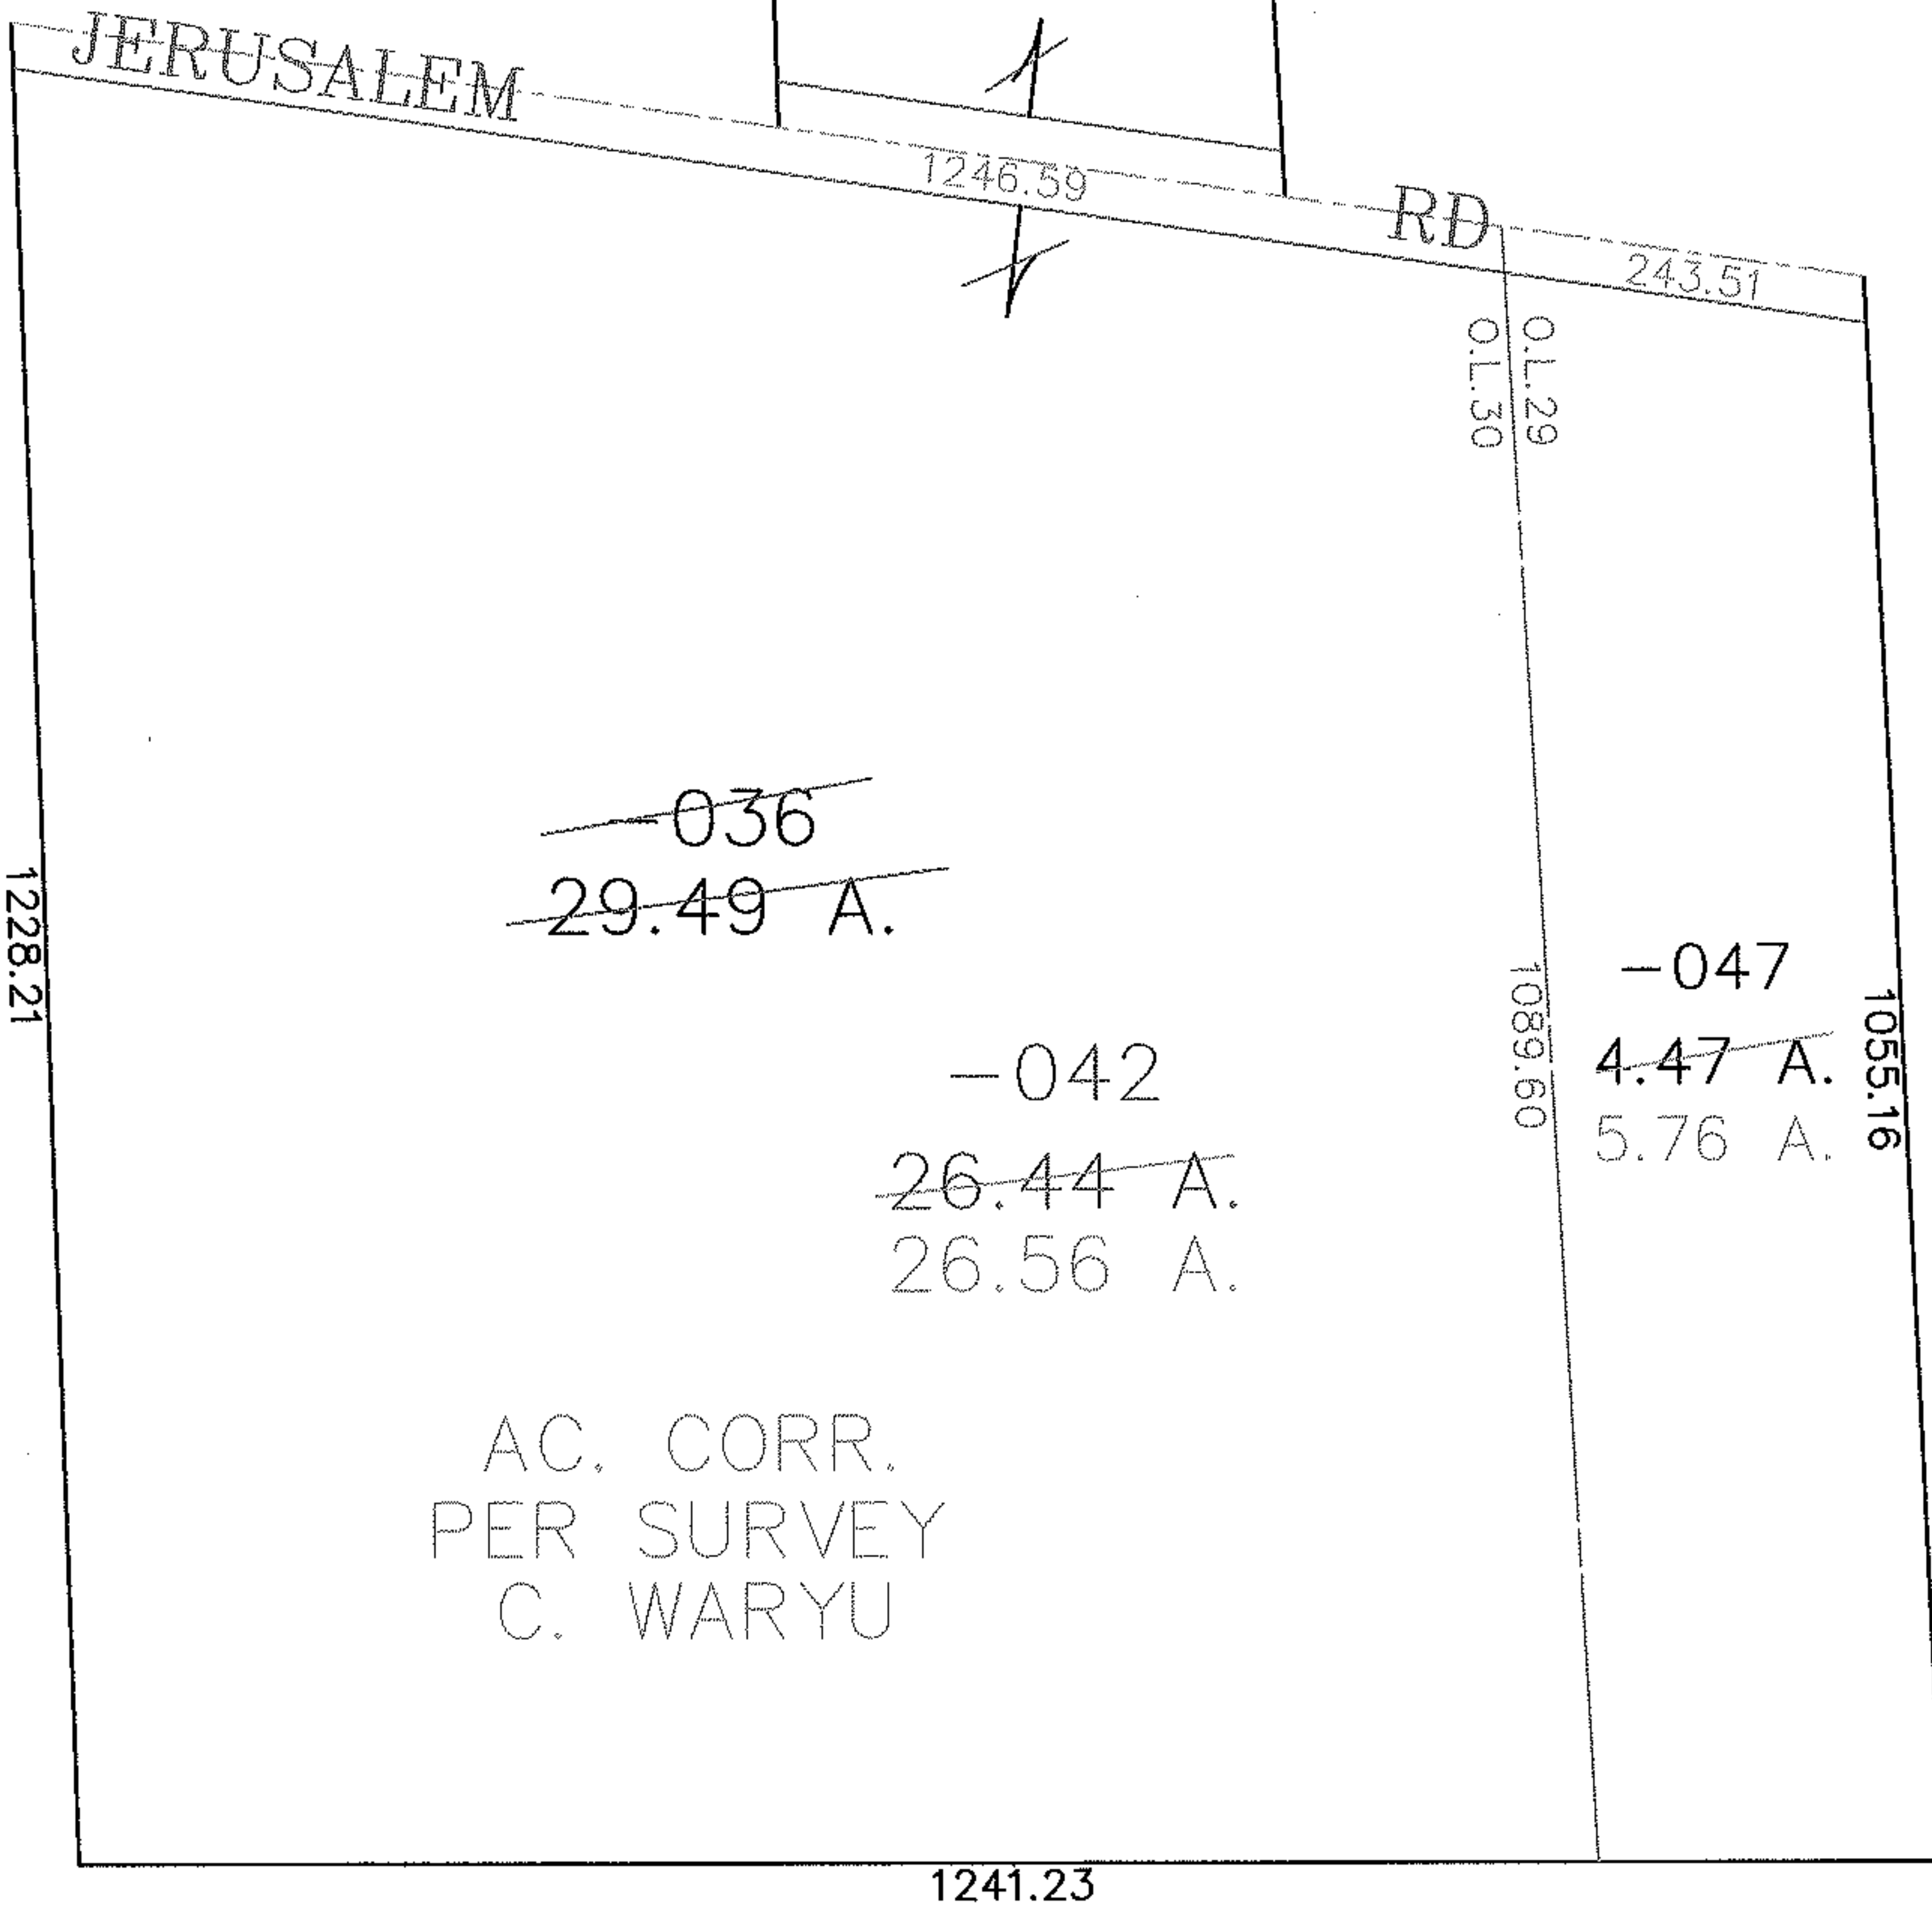 JERUSALEM RD
1246.59
243.51
O.L.29
O.L.30
-036
29.49 A.
1228.21
-047
4.47 A.
5.76 A.
1055.16
1089.60
-042
26.44 A.
26.56 A.
AC. CORR.
PER SURVEY
C. WARYU
1241.23